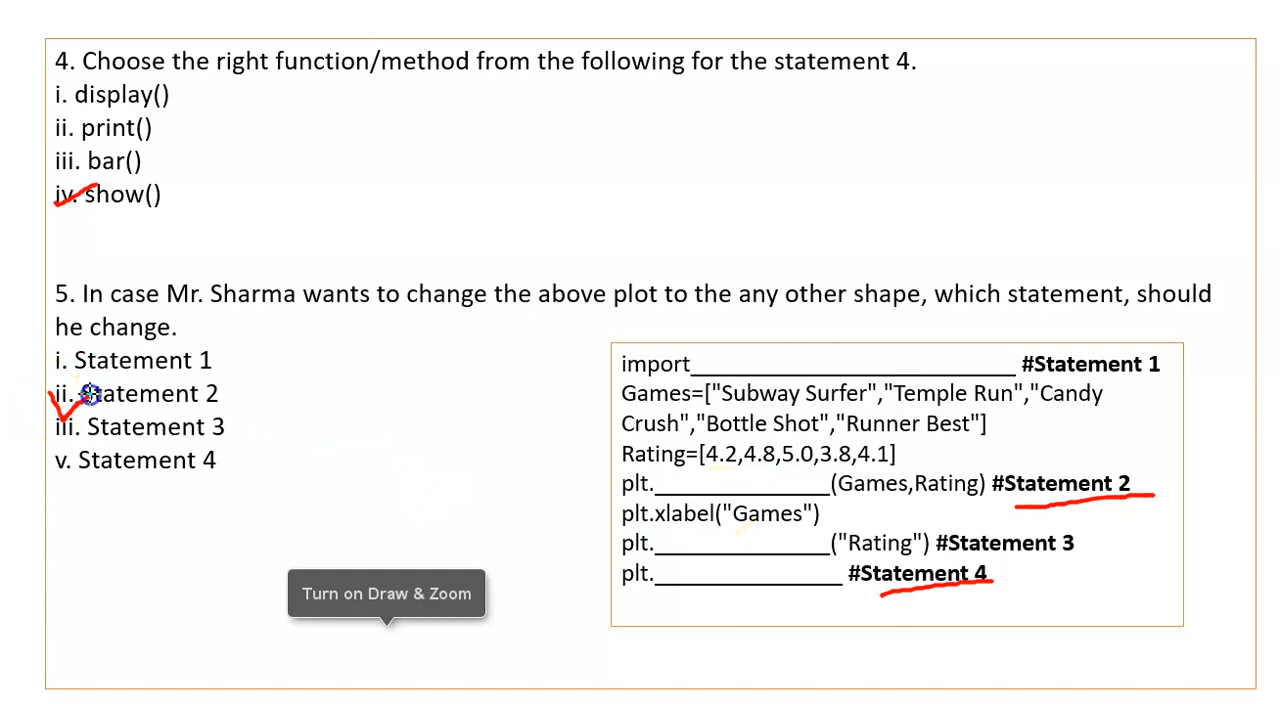 4. Choose the right function/method from the following for the statement 4.
i. display()
ii. print()
iii. bar()
iv. show()
5. In case Mr. Sharma wants to change the above plot to the any other shape, which statement, should
he change.
i. Statement 1
ii. Statement 2
iii. Statement 3
v. Statement 4
import______________________________ #Statement 1
Games=["Subway Surfer","Temple Run","Candy
Crush","Bottle Shot","Runner Best"]
Rating=[4.2,4.8,5.0,3.8,4.1]
plt.________________(Games,Rating) #Statement 2
plt.xlabel("Games")
plt.________________("Rating") #Statement 3
plt.________________ #Statement 4
Turn on Draw & Zoom